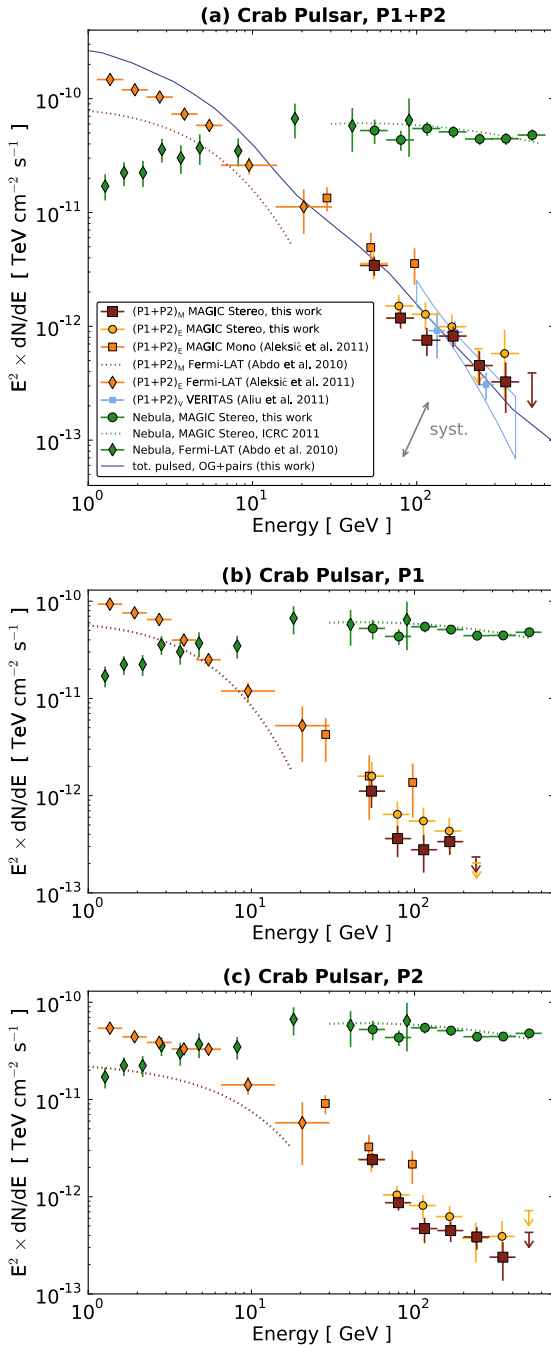 (a) Crab Pulsar, P1+P2
E² × dN/dE [ TeV cm⁻² s⁻¹ ]
10⁻¹⁰
10⁻¹¹
10⁻¹²
10⁻¹³
(P1+P2)_M MAGIC Stereo, this work
(P1+P2)_E MAGIC Stereo, this work
(P1+P2)_E MAGIC Mono (Aleksić et al. 2011)
(P1+P2)_M Fermi-LAT (Abdo et al. 2010)
(P1+P2)_E Fermi-LAT (Aleksić et al. 2011)
(P1+P2)_V VERITAS (Aliu et al. 2011)
Nebula, MAGIC Stereo, this work
Nebula, MAGIC Stereo, ICRC 2011
Nebula, Fermi-LAT (Abdo et al. 2010)
tot. pulsed, OG+pairs (this work)
syst.
10⁰ 10¹ 10²
Energy [ GeV ]
(b) Crab Pulsar, P1
E² × dN/dE [ TeV cm⁻² s⁻¹ ]
10⁻¹⁰
10⁻¹¹
10⁻¹²
10⁻¹³
10⁰ 10¹ 10²
Energy [ GeV ]
(c) Crab Pulsar, P2
E² × dN/dE [ TeV cm⁻² s⁻¹ ]
10⁻¹⁰
10⁻¹¹
10⁻¹²
10⁻¹³
10⁰ 10¹ 10²
Energy [ GeV ]